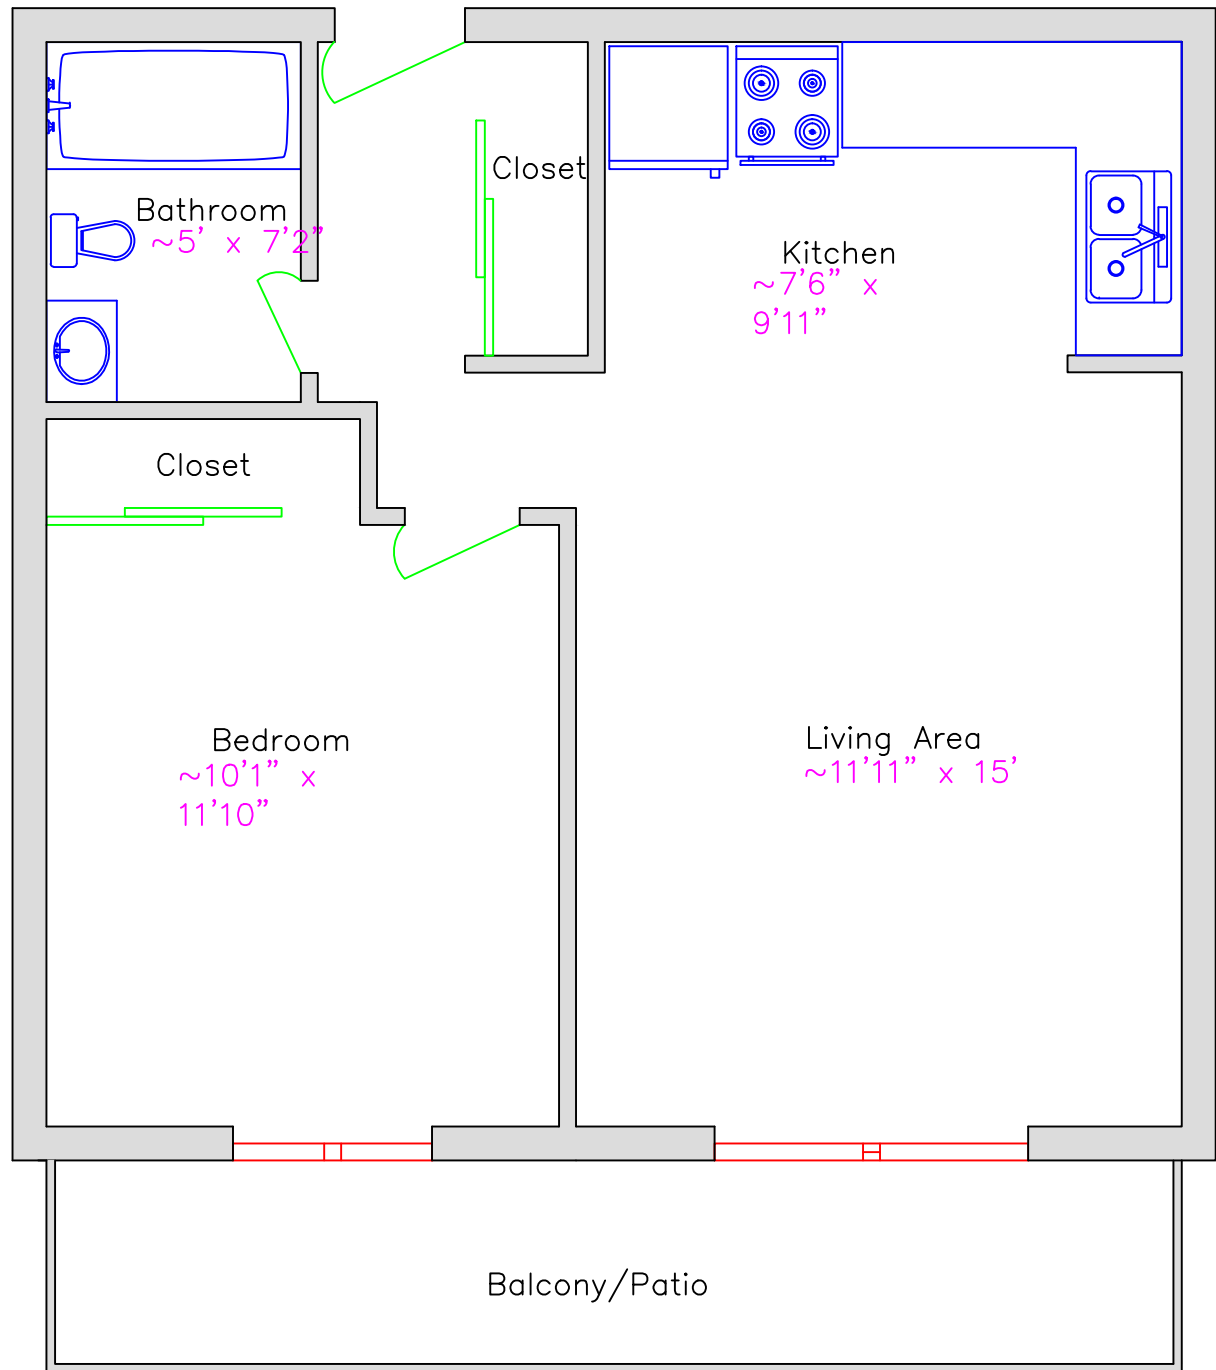 Closet
Bathroom
~5' x 7'2"
Kitchen
~7'6" x
9'11"
Closet
Bedroom
~10'1" x
11'10"
Living Area
~11'11" x 15'
Balcony/Patio